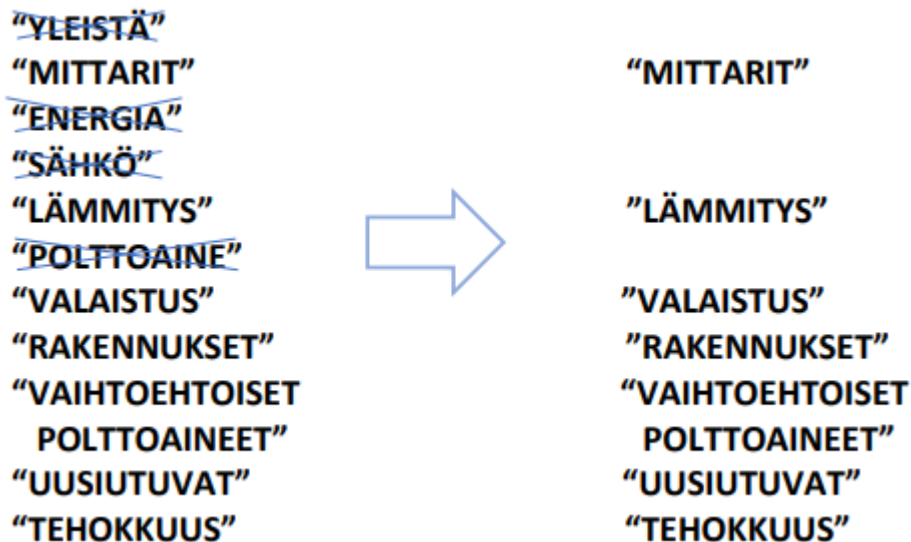 “YLEISTÄ”
“MITTARIT”
“ENERGIA”
“SÄHKÖ”
“LÄMMITYS”
“POLTTOAINE”
“VALAISTUS”
“RAKENNUKSET”
“VAIHTOEHTOISET
POLTTOAINEET”
“UUSIUTUVAT”
“TEHOKKUUS”
“MITTARIT”
”LÄMMITYS”
”VALAISTUS”
”RAKENNUKSET”
“VAIHTOEHTOISET
POLTTOAINEET”
“UUSIUTUVAT”
“TEHOKKUUS”